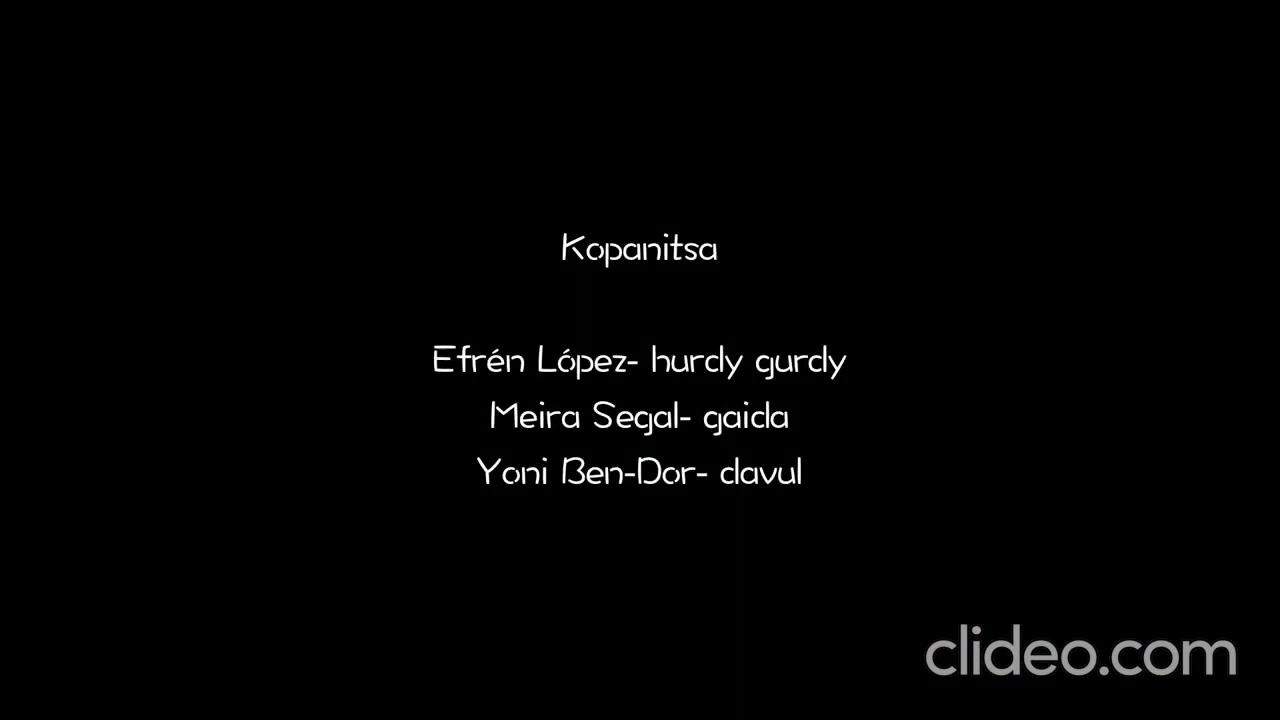 Kopanitsa
Efrén López- hurdy gurdy
Meira Segal- gaida
Yoni Ben-Dor- davul
clideo.com